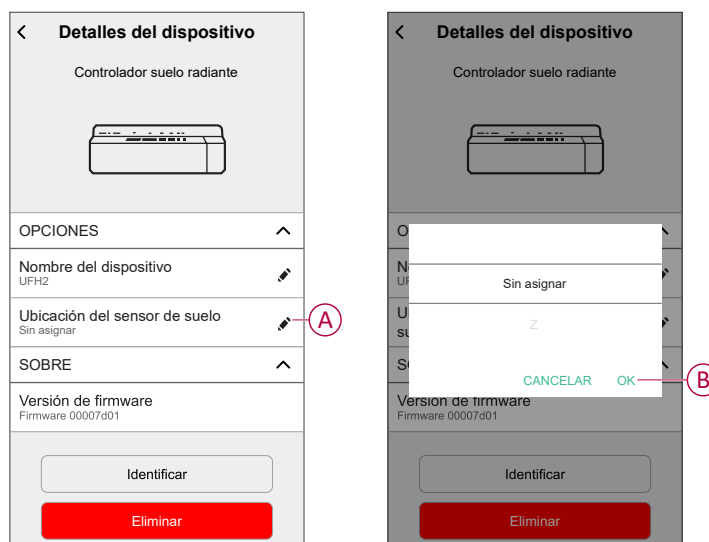 Detalles del dispositivo
Controlador suelo radiante
OPCIONES
Nombre del dispositivo
UFH2
Ubicación del sensor de suelo
Sin asignar
A
SOBRE
Versión de firmware
Firmware 00007d01
Identificar
Eliminar
Detalles del dispositivo
Controlador suelo radiante
O
N
UF
Sin asignar
U
su
Z
S
CANCELAR OK
B
Versión de firmware
Firmware 00007d01
Identificar
Eliminar